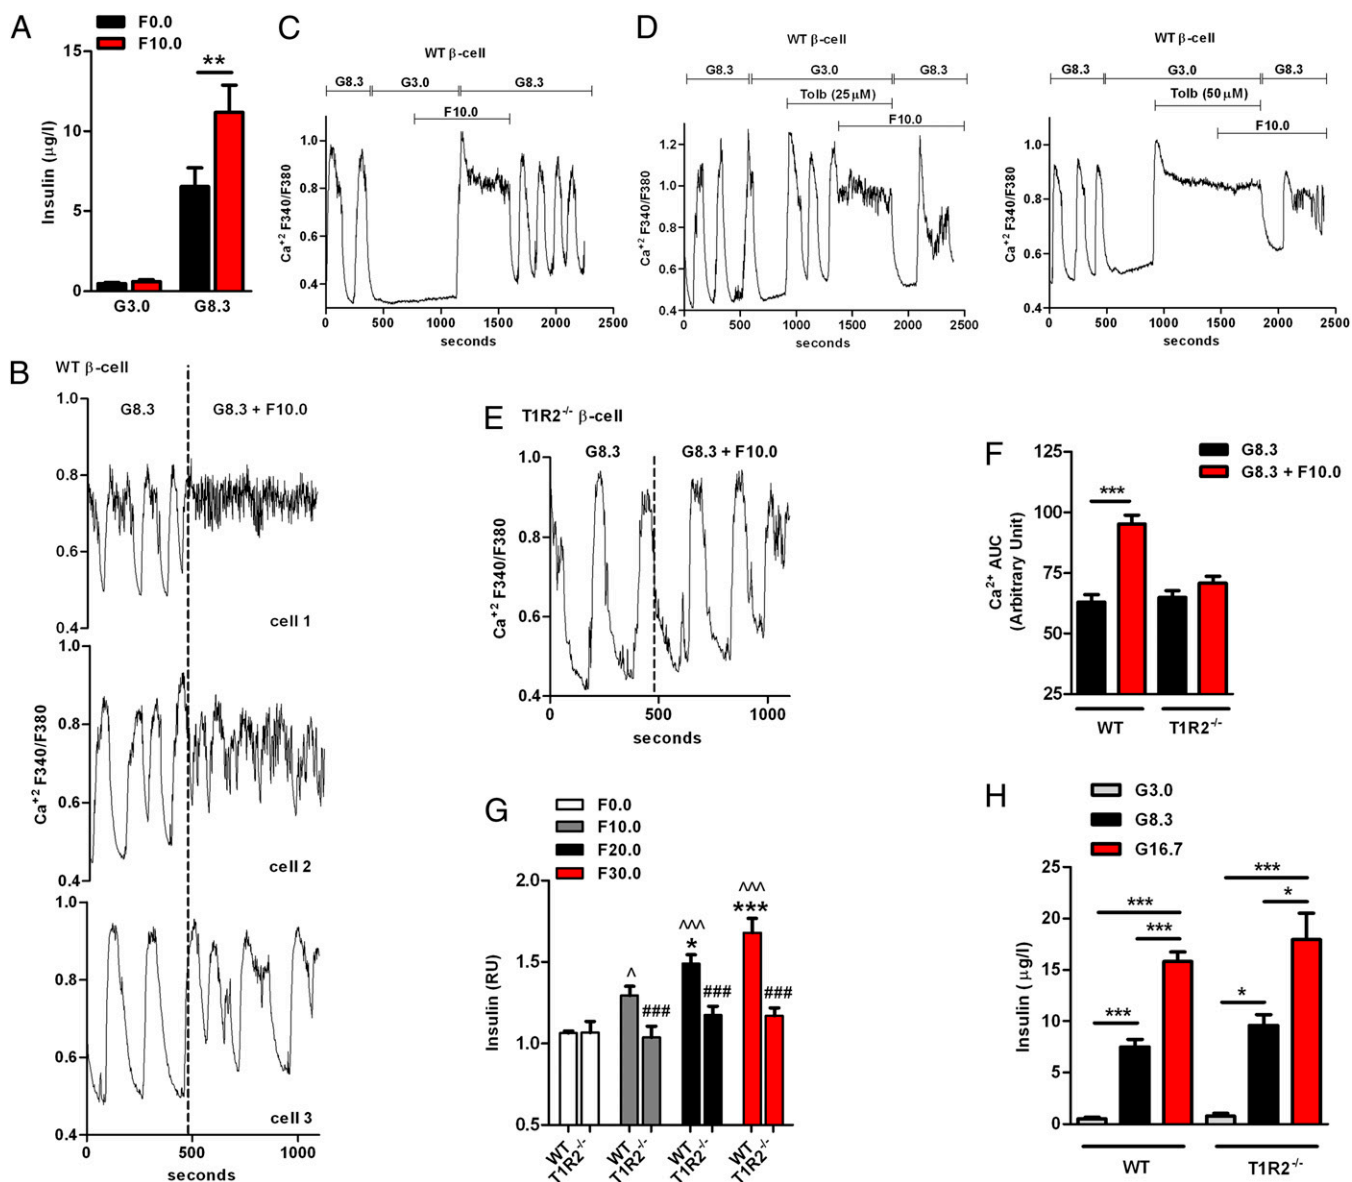 A
F0.0
F10.0
15
10
5
0
Insulin (µg/l)
**
G3.0
G8.3
B
WT β-cell
G8.3
G8.3 + F10.0
1.0
0.8
0.6
0.4
cell 1
1.0
0.8
0.6
0.4
cell 2
Ca+2 F340/F380
1.0
0.8
0.6
0.4
cell 3
0
500
1000
seconds
C
WT β-cell
G8.3
G3.0
G8.3
F10.0
1.0
0.8
0.6
0.4
Ca+2 F340/F380
0
500
1000
1500
2000
2500
seconds
D
WT β-cell
G8.3
G3.0
G8.3
Tolb (25µM)
F10.0
1.2
1.0
0.8
0.6
0.4
Ca+2 F340/F380
0
500
1000
1500
2000
2500
seconds
WT β-cell
G8.3
G3.0
G8.3
Tolb (50µM)
F10.0
1.0
0.8
0.6
0.4
Ca+2 F340/F380
0
500
1000
1500
2000
2500
seconds
E
T1R2-/- β-cell
G8.3
G8.3 + F10.0
1.0
0.8
0.6
0.4
Ca+2 F340/F380
0
500
1000
seconds
F
G8.3
G8.3 + F10.0
125
100
75
50
25
Ca2+ AUC
(Arbitrary Unit)
***
WT
T1R2-/-
G
F0.0
F10.0
F20.0
F30.0
2.0
1.5
1.0
0.5
Insulin (RU)
^
###
^^^
*
###
^^^
***
###
WT
T1R2-/-
WT
T1R2-/-
WT
T1R2-/-
WT
T1R2-/-
H
G3.0
G8.3
G16.7
25
20
15
10
5
0
Insulin ( µg/l)
***
***
***
***
*
*
WT
T1R2-/-